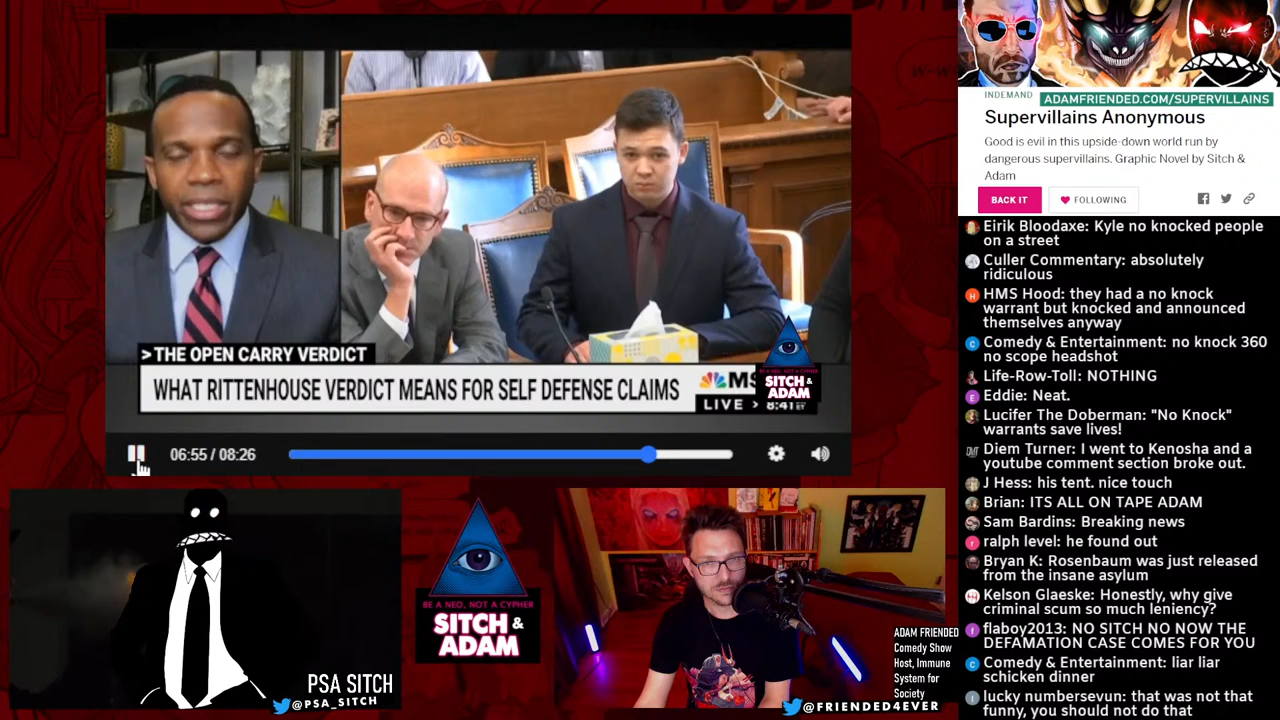 >THE OPEN CARRY VERDICT
WHAT RITTENHOUSE VERDICT MEANS FOR SELF DEFENSE CLAIMS
MS
LIVE > 8:41 ET
BE A NEO, NOT A CYPHER
SITCH &
ADAM
06:55 / 08:26
PSA SITCH
@PSA_SITCH
BE A NEO, NOT A CYPHER
SITCH &
ADAM
ADAM FRIENDED
Comedy Show
Host, Immune
System for
Society
@FRIENDED4EVER
INDEMAND
ADAMFRIENDED.COM/SUPERVILLAINS
Supervillains Anonymous
Good is evil in this upside-down world run by
dangerous supervillains. Graphic Novel by Sitch &
Adam
BACK IT
FOLLOWING
Eirik Bloodaxe: Kyle no knocked people
on a street
Culler Commentary: absolutely
ridiculous
HMS Hood: they had a no knock
warrant but knocked and announced
themselves anyway
Comedy & Entertainment: no knock 360
no scope headshot
Life-Row-Toll: NOTHING
Eddie: Neat.
Lucifer The Doberman: "No Knock"
warrants save lives!
Diem Turner: I went to Kenosha and a
youtube comment section broke out.
J Hess: his tent. nice touch
Brian: ITS ALL ON TAPE ADAM
Sam Bardins: Breaking news
ralph level: he found out
Bryan K: Rosenbaum was just released
from the insane asylum
Kelson Glaeske: Honestly, why give
criminal scum so much leniency?
flaboy2013: NO SITCH NO NOW THE
DEFAMATION CASE COMES FOR YOU
Comedy & Entertainment: liar liar
schicken dinner
lucky numbersevun: that was not that
funny, you should not do that